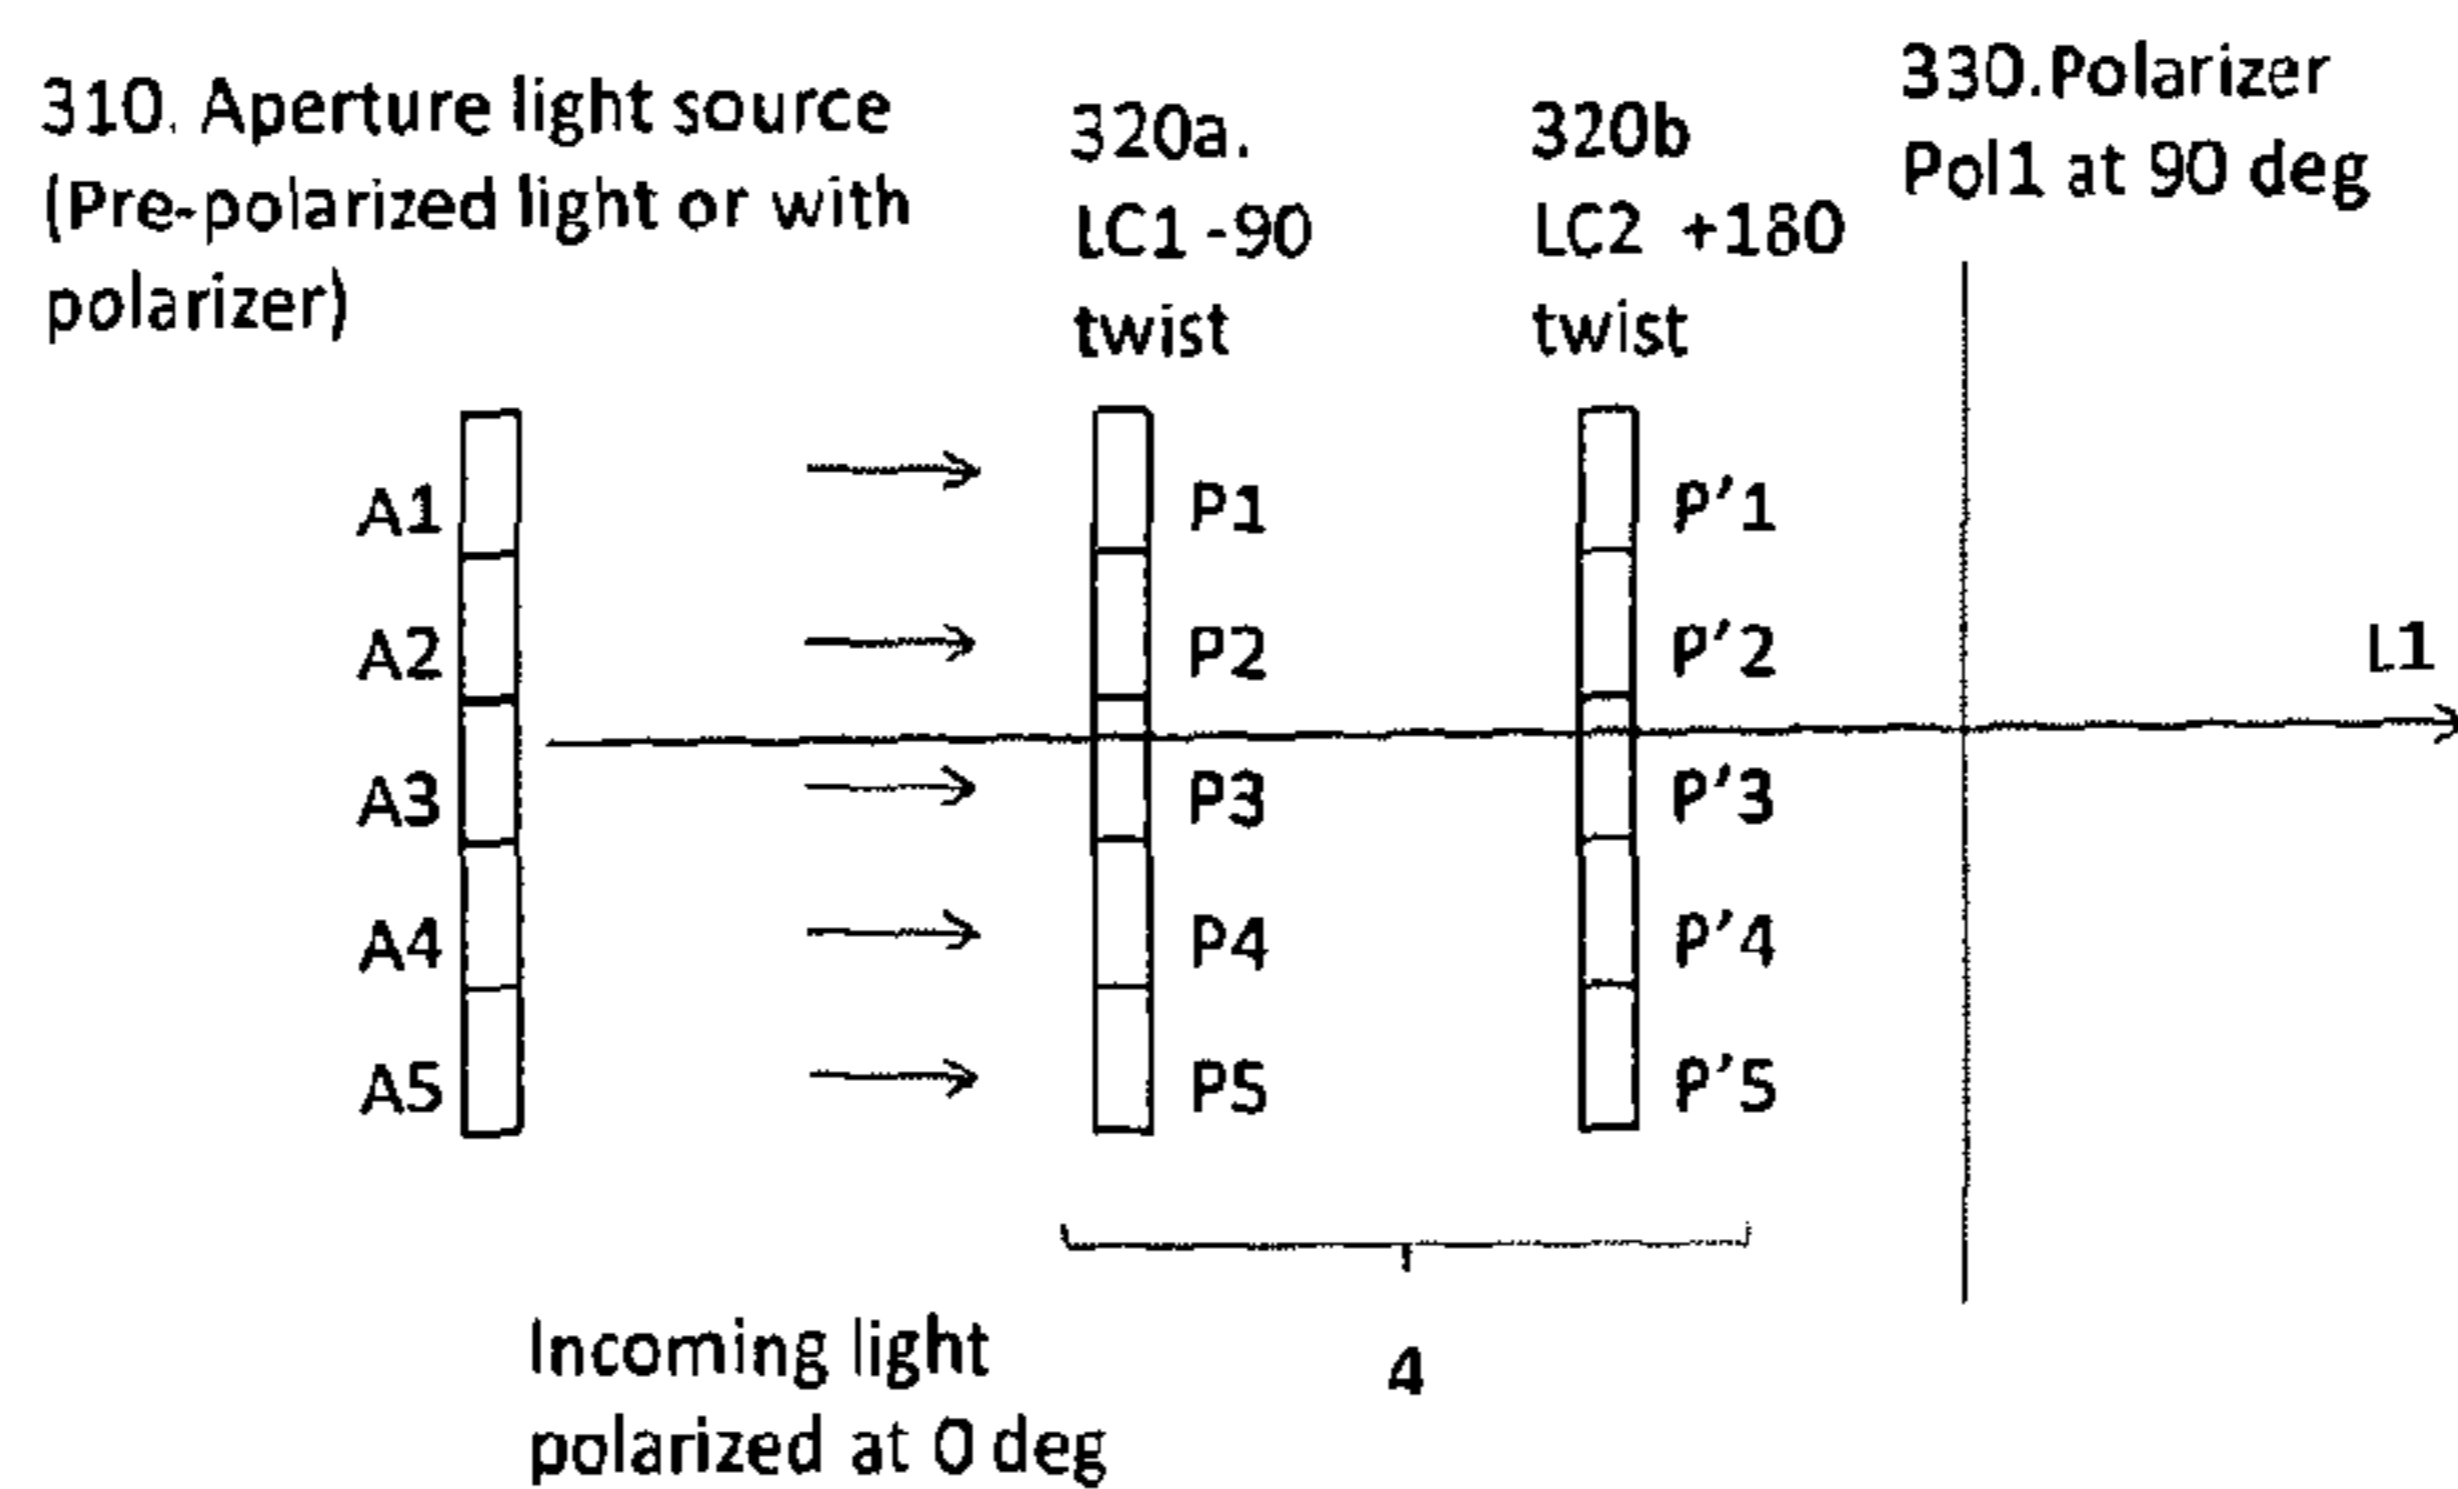 310. Aperture light source
(Pre-polarized light or with
polarizer)
320a.
LC1 -90
twist
320b
LC2 +180
twist
330.Polarizer
Pol1 at 90 deg
A1
A2
A3
A4
A5
P1
P2
P3
P4
P5
P'1
P'2
P'3
P'4
P'5
L1
Incoming light
polarized at 0 deg
4